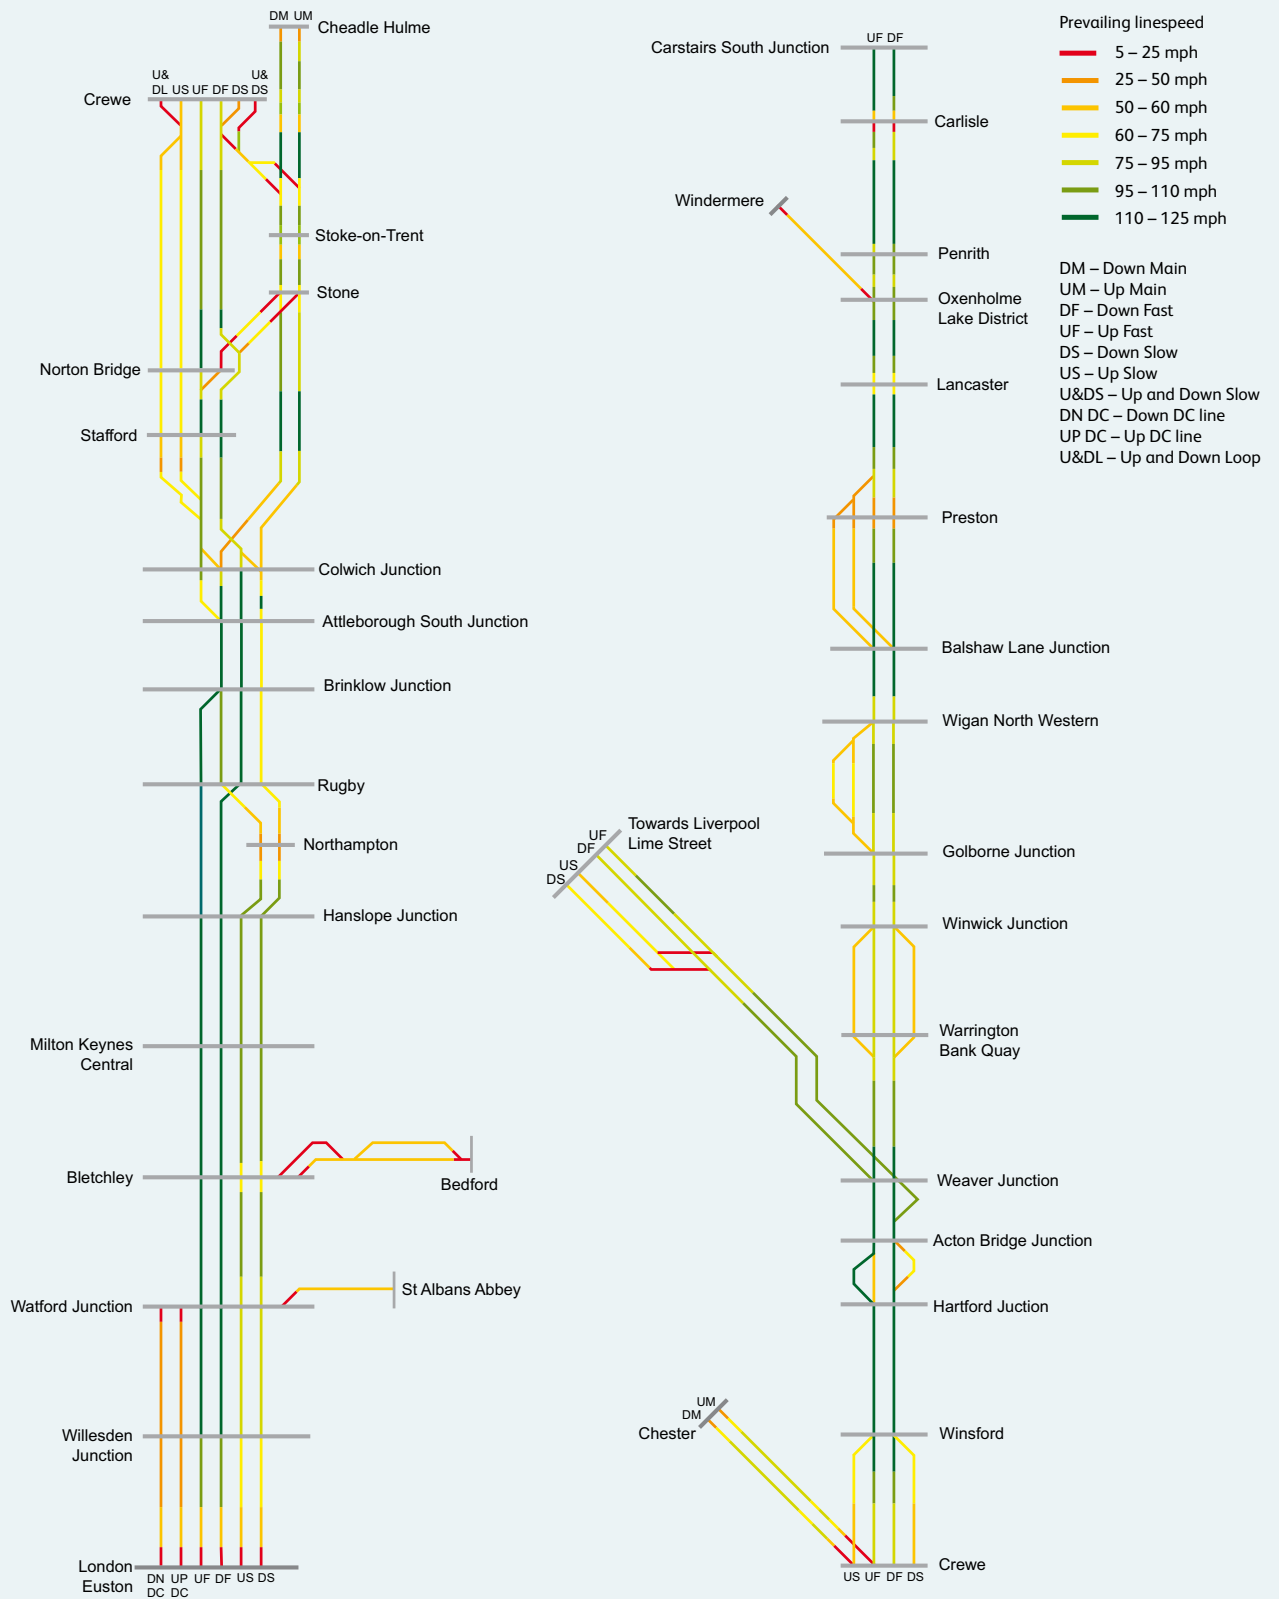 DM UM
Cheadle Hulme
U& U&
DL US UF DF DS DS
Crewe
Stoke-on-Trent
Stone
Norton Bridge
Stafford
Colwich Junction
Attleborough South Junction
Brinklow Junction
Rugby
Northampton
Hanslope Junction
Milton Keynes
Central
Bletchley
Bedford
St Albans Abbey
Watford Junction
Willesden
Junction
London
Euston
DN UP UF DF US DS
DC DC
UF DF
Carstairs South Junction
Carlisle
Windermere
Penrith
Oxenholme
Lake District
Lancaster
Preston
Balshaw Lane Junction
Wigan North Western
Towards Liverpool
Lime Street
UF
DF
US
DS
Golborne Junction
Winwick Junction
Warrington
Bank Quay
Weaver Junction
Acton Bridge Junction
Hartford Juction
UM
DM
Chester
Winsford
Crewe
US UF DF DS
Prevailing linespeed
5 – 25 mph
25 – 50 mph
50 – 60 mph
60 – 75 mph
75 – 95 mph
95 – 110 mph
110 – 125 mph
DM – Down Main
UM – Up Main
DF – Down Fast
UF – Up Fast
DS – Down Slow
US – Up Slow
U&DS – Up and Down Slow
DN DC – Down DC line
UP DC – Up DC line
U&DL – Up and Down Loop